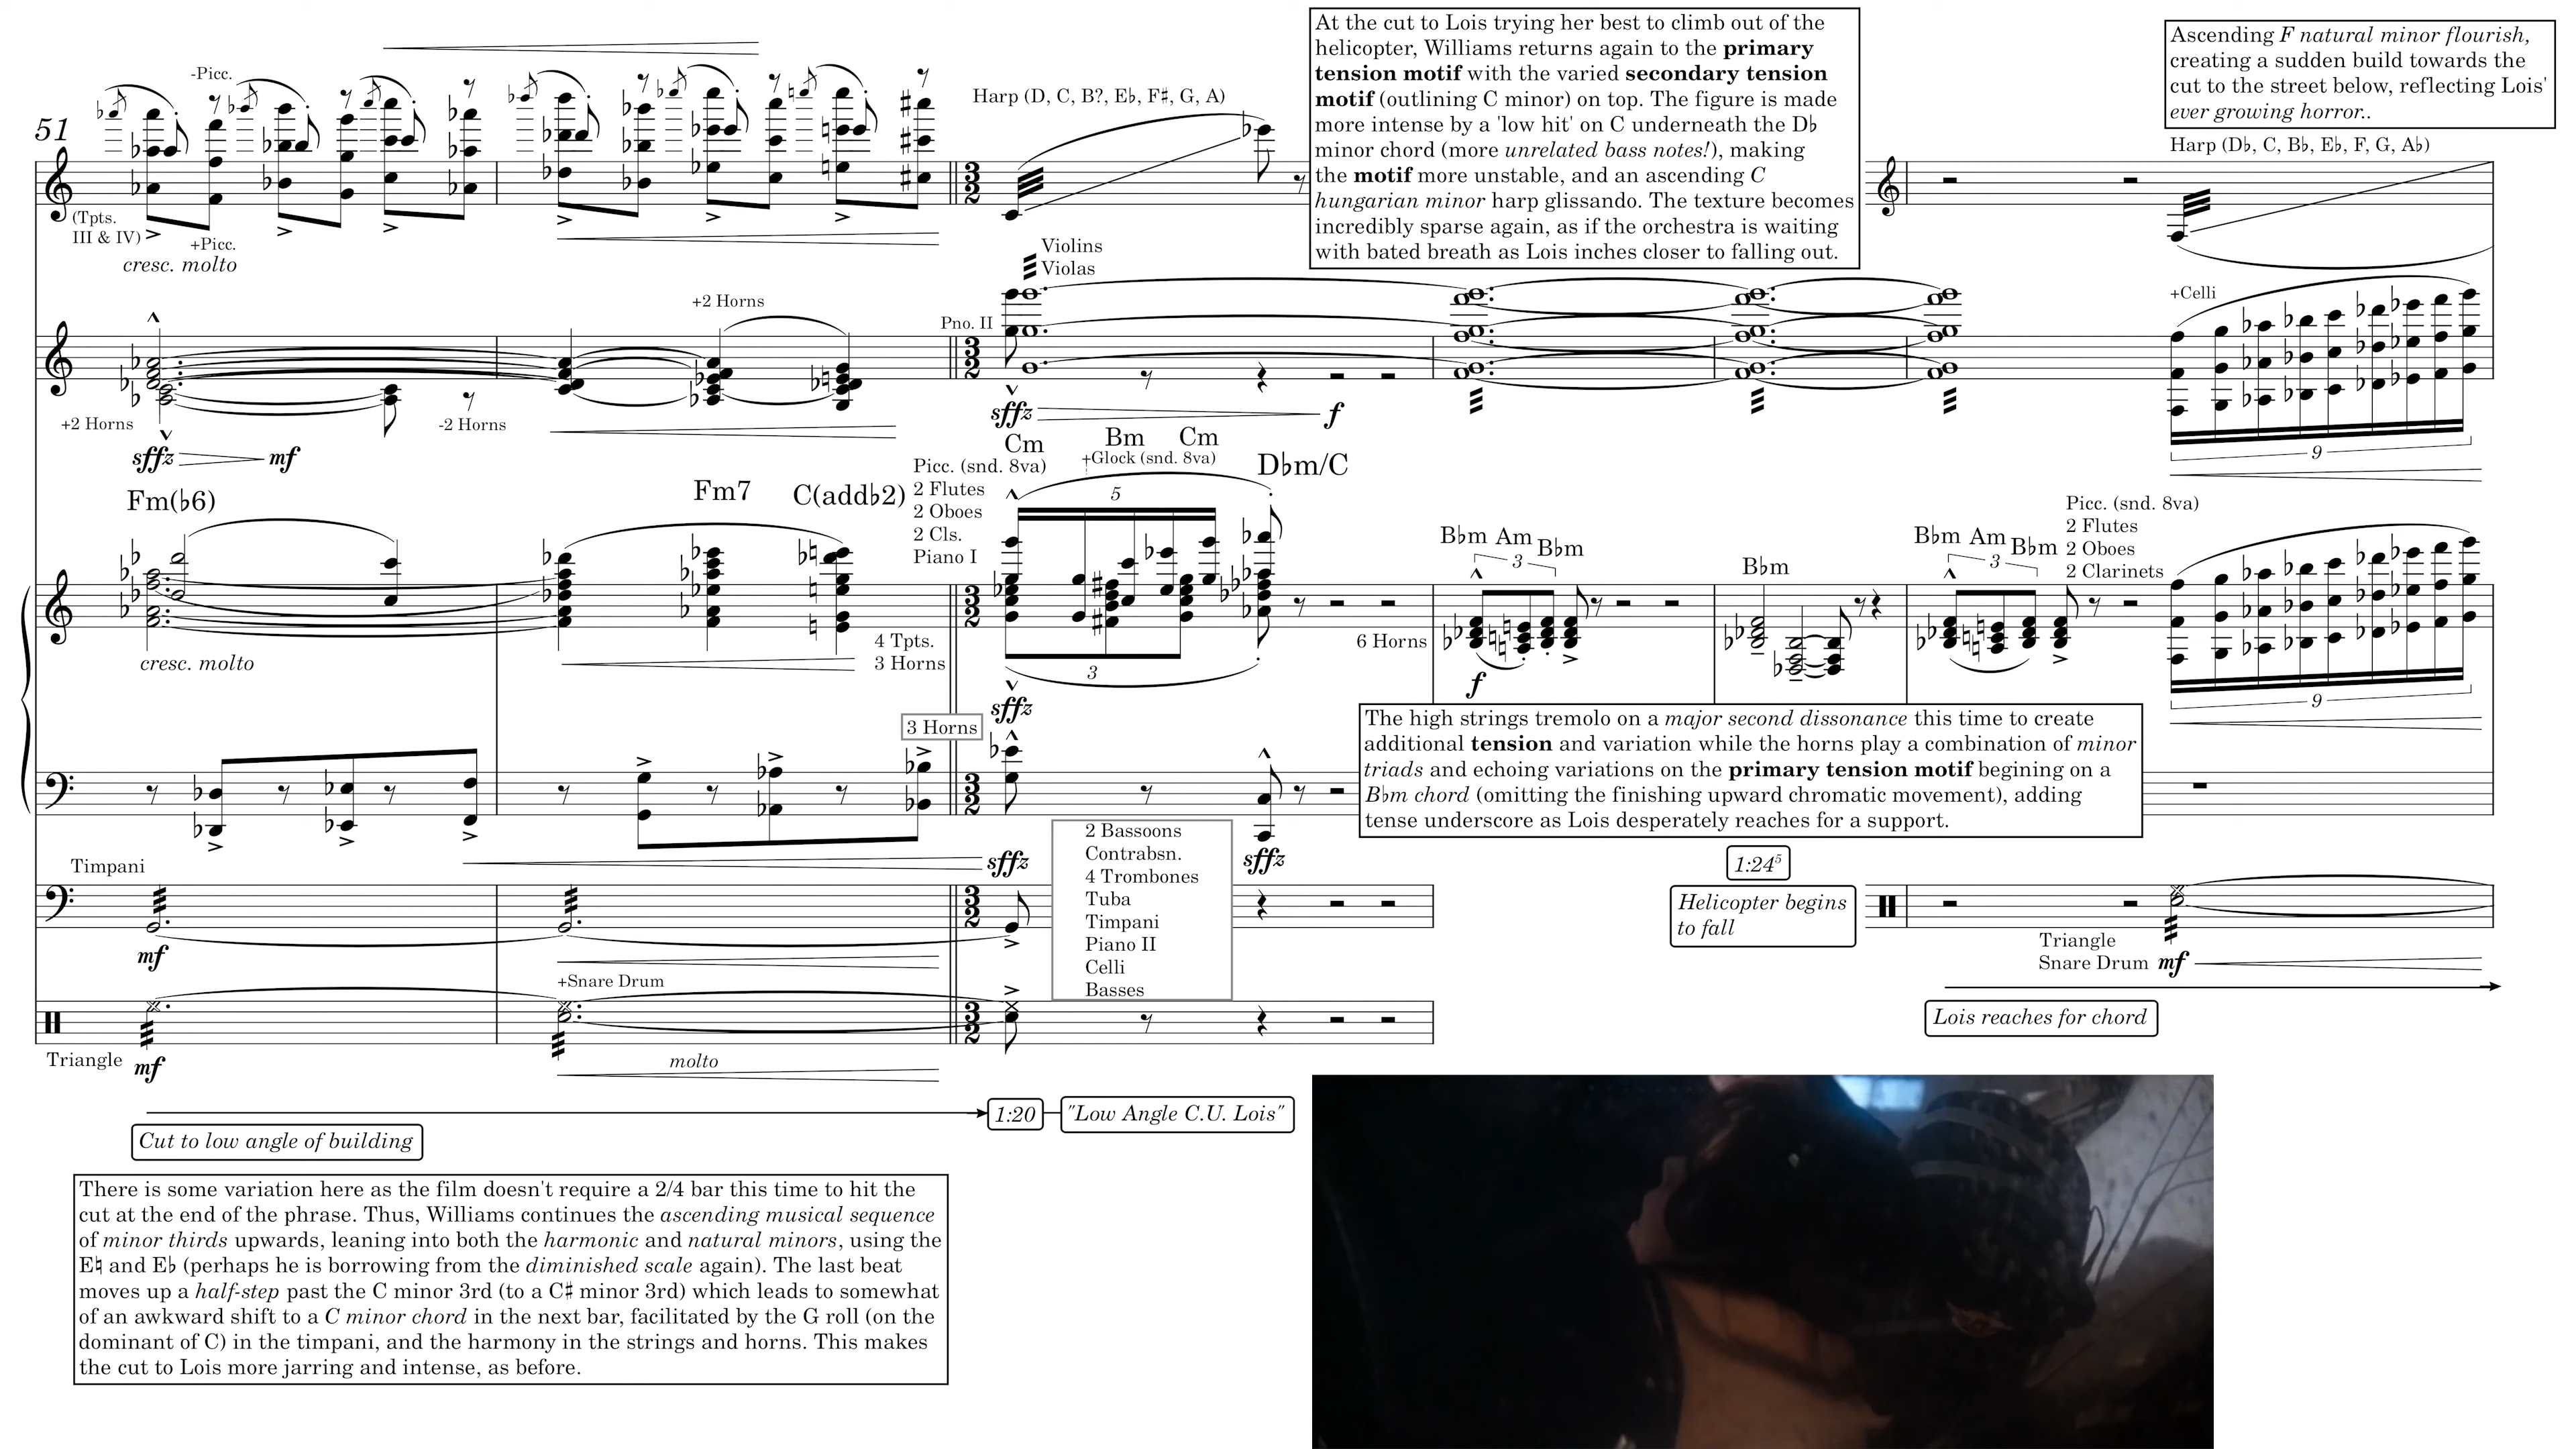 At the cut to Lois trying her best to climb out of the
helicopter, Williams returns again to the primary
tension motif with the varied secondary tension
motif (outlining C minor) on top. The figure is made
more intense by a 'low hit' on C underneath the D♭
minor chord (more unrelated bass notes!), making
the motif more unstable, and an ascending C
hungarian minor harp glissando. The texture becomes
incredibly sparse again, as if the orchestra is waiting
with bated breath as Lois inches closer to falling out.
Ascending F natural minor flourish,
creating a sudden build towards the
cut to the street below, reflecting Lois'
ever growing horror..
51
-Picc.
Harp (D, C, B?, E♭, F♯, G, A)
Harp (D♭, C, B♭, E♭, F, G, A♭)
(Tpts.
III & IV)
+Picc.
cresc. molto
3
2
Violins
Violas
+2 Horns
Pno. II
+Celli
3
2
+2 Horns
-2 Horns
sffz
mf
sffz
f
9
Fm(♭6)
Fm7
C(add♭2)
Cm
Bm
Cm
D♭m/C
+Glock (snd. 8va)
Picc. (snd. 8va)
2 Flutes
2 Oboes
2 Cls.
Piano I
5
B♭m Am B♭m
3
B♭m
B♭m Am B♭m
3
Picc. (snd. 8va)
2 Flutes
2 Oboes
2 Clarinets
3
2
4 Tpts.
3 Horns
6 Horns
cresc. molto
3
sffz
f
9
3 Horns
The high strings tremolo on a major second dissonance this time to create
additional tension and variation while the horns play a combination of minor
triads and echoing variations on the primary tension motif begining on a
B♭m chord (omitting the finishing upward chromatic movement), adding
tense underscore as Lois desperately reaches for a support.
3
2
sffz
sffz
2 Bassoons
Contrabsn.
4 Trombones
Tuba
Timpani
Piano II
Celli
Basses
Timpani
mf
3
2
1:24⁵
Helicopter begins
to fall
Triangle
Snare Drum mf
Lois reaches for chord
+Snare Drum
3
2
Triangle mf
molto
1:20
"Low Angle C.U. Lois"
Cut to low angle of building
There is some variation here as the film doesn't require a 2/4 bar this time to hit the
cut at the end of the phrase. Thus, Williams continues the ascending musical sequence
of minor thirds upwards, leaning into both the harmonic and natural minors, using the
E♮ and E♭ (perhaps he is borrowing from the diminished scale again). The last beat
moves up a half-step past the C minor 3rd (to a C♯ minor 3rd) which leads to somewhat
of an awkward shift to a C minor chord in the next bar, facilitated by the G roll (on the
dominant of C) in the timpani, and the harmony in the strings and horns. This makes
the cut to Lois more jarring and intense, as before.